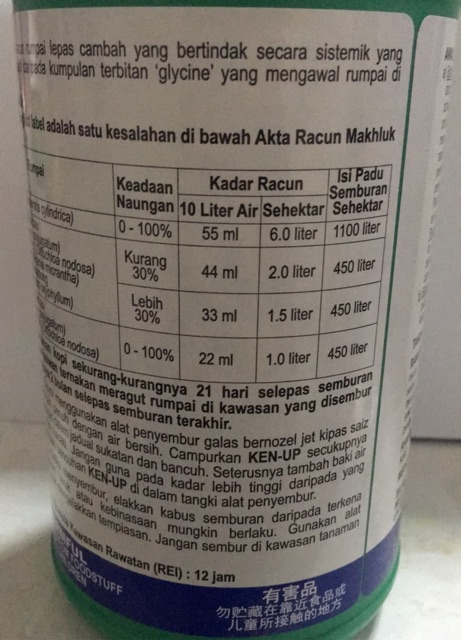 rumpai lepas cambah yang bertindak secara sistemik yang
daripada kumpulan terbitan 'glycine' yang mengawal rumpai di
label adalah satu kesalahan di bawah Akta Racun Makhluk
Keadaan Naungan Kadar Racun Isi Padu Semburan Sehektar
10 Liter Air Sehektar
cylindrica) 0 - 100% 55 ml 6.0 liter 1100 liter
nodosa) micrantha) Kurang 30% 44 ml 2.0 liter 450 liter
Lebih 30% 33 ml 1.5 liter 450 liter
nodosa) 0 - 100% 22 ml 1.0 liter 450 liter
kopi sekurang-kurangnya 21 hari selepas semburan
ternakan meragut rumpai di kawasan yang disembur
bulan selepas semburan terakhir.
menggunakan alat penyembur galas bernozel jet kipas saiz
dengan air bersih. Campurkan KEN-UP secukupnya
jadual sukatan dan bancuh. Seterusnya tambah baki air
Jangan guna pada kadar lebih tinggi daripada yang
KEN-UP di dalam tangki alat penyembur.
elakkan kabus semburan daripada terkena
atau kebinasaan mungkin berlaku. Gunakan alat
elakkan lempiasan. Jangan sembur di kawasan tanaman
Kawasan Rawatan (REI) : 12 jam
FOODSTUFF
有害品
勿贮藏在靠近食品或
儿童所接触的地方